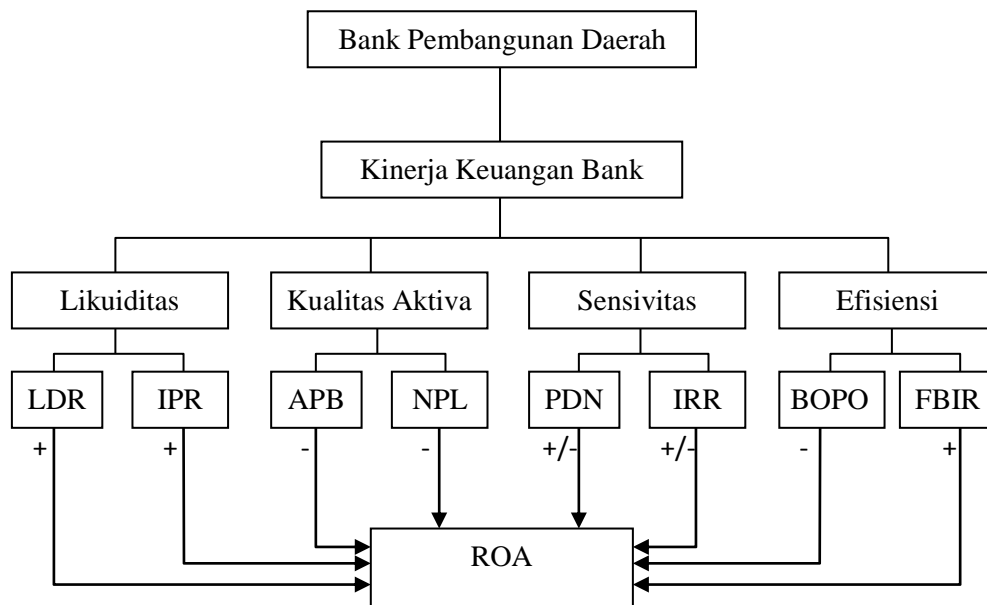 Bank Pembangunan Daerah
Kinerja Keuangan Bank
Likuiditas Kualitas Aktiva Sensivitas Efisiensi
LDR IPR APB NPL PDN IRR BOPO FBIR
+ + - - +/- +/- - +
ROA